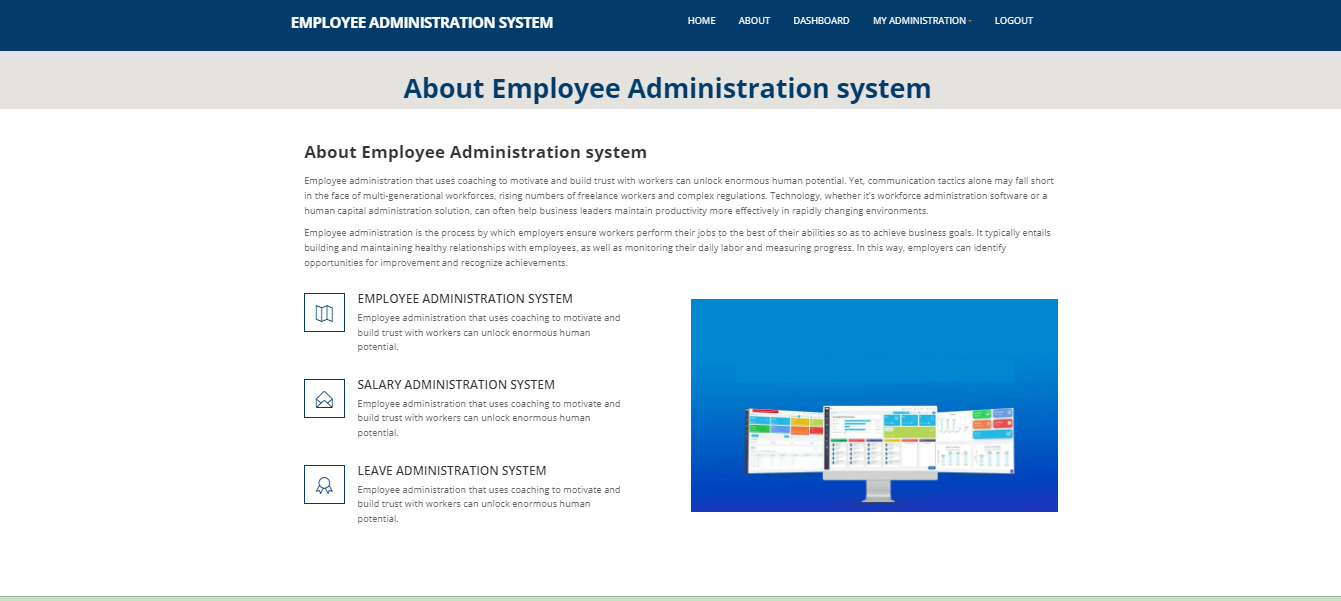 EMPLOYEE ADMINISTRATION SYSTEM
HOME ABOUT DASHBOARD MY ADMINISTRATION LOGOUT
About Employee Administration system
About Employee Administration system
Employee administration that uses coaching to motivate and build trust with workers can unlock enormous human potential. Yet, communication tactics alone may fall short
in the face of multi-generational workforces, rising numbers of freelance workers and complex regulations. Technology, whether it's workforce administration software or a
human capital administration solution, can often help business leaders maintain productivity more effectively in rapidly changing environments.
Employee administration is the process by which employers ensure workers perform their jobs to the best of their abilities so as to achieve business goals. It typically entails
building and maintaining healthy relationships with employees, as well as monitoring their daily labor and measuring progress. In this way, employers can identify
opportunities for improvement and recognize achievements.
EMPLOYEE ADMINISTRATION SYSTEM
Employee administration that uses coaching to motivate and
build trust with workers can unlock enormous human
potential.
SALARY ADMINISTRATION SYSTEM
Employee administration that uses coaching to motivate and
build trust with workers can unlock enormous human
potential.
LEAVE ADMINISTRATION SYSTEM
Employee administration that uses coaching to motivate and
build trust with workers can unlock enormous human
potential.